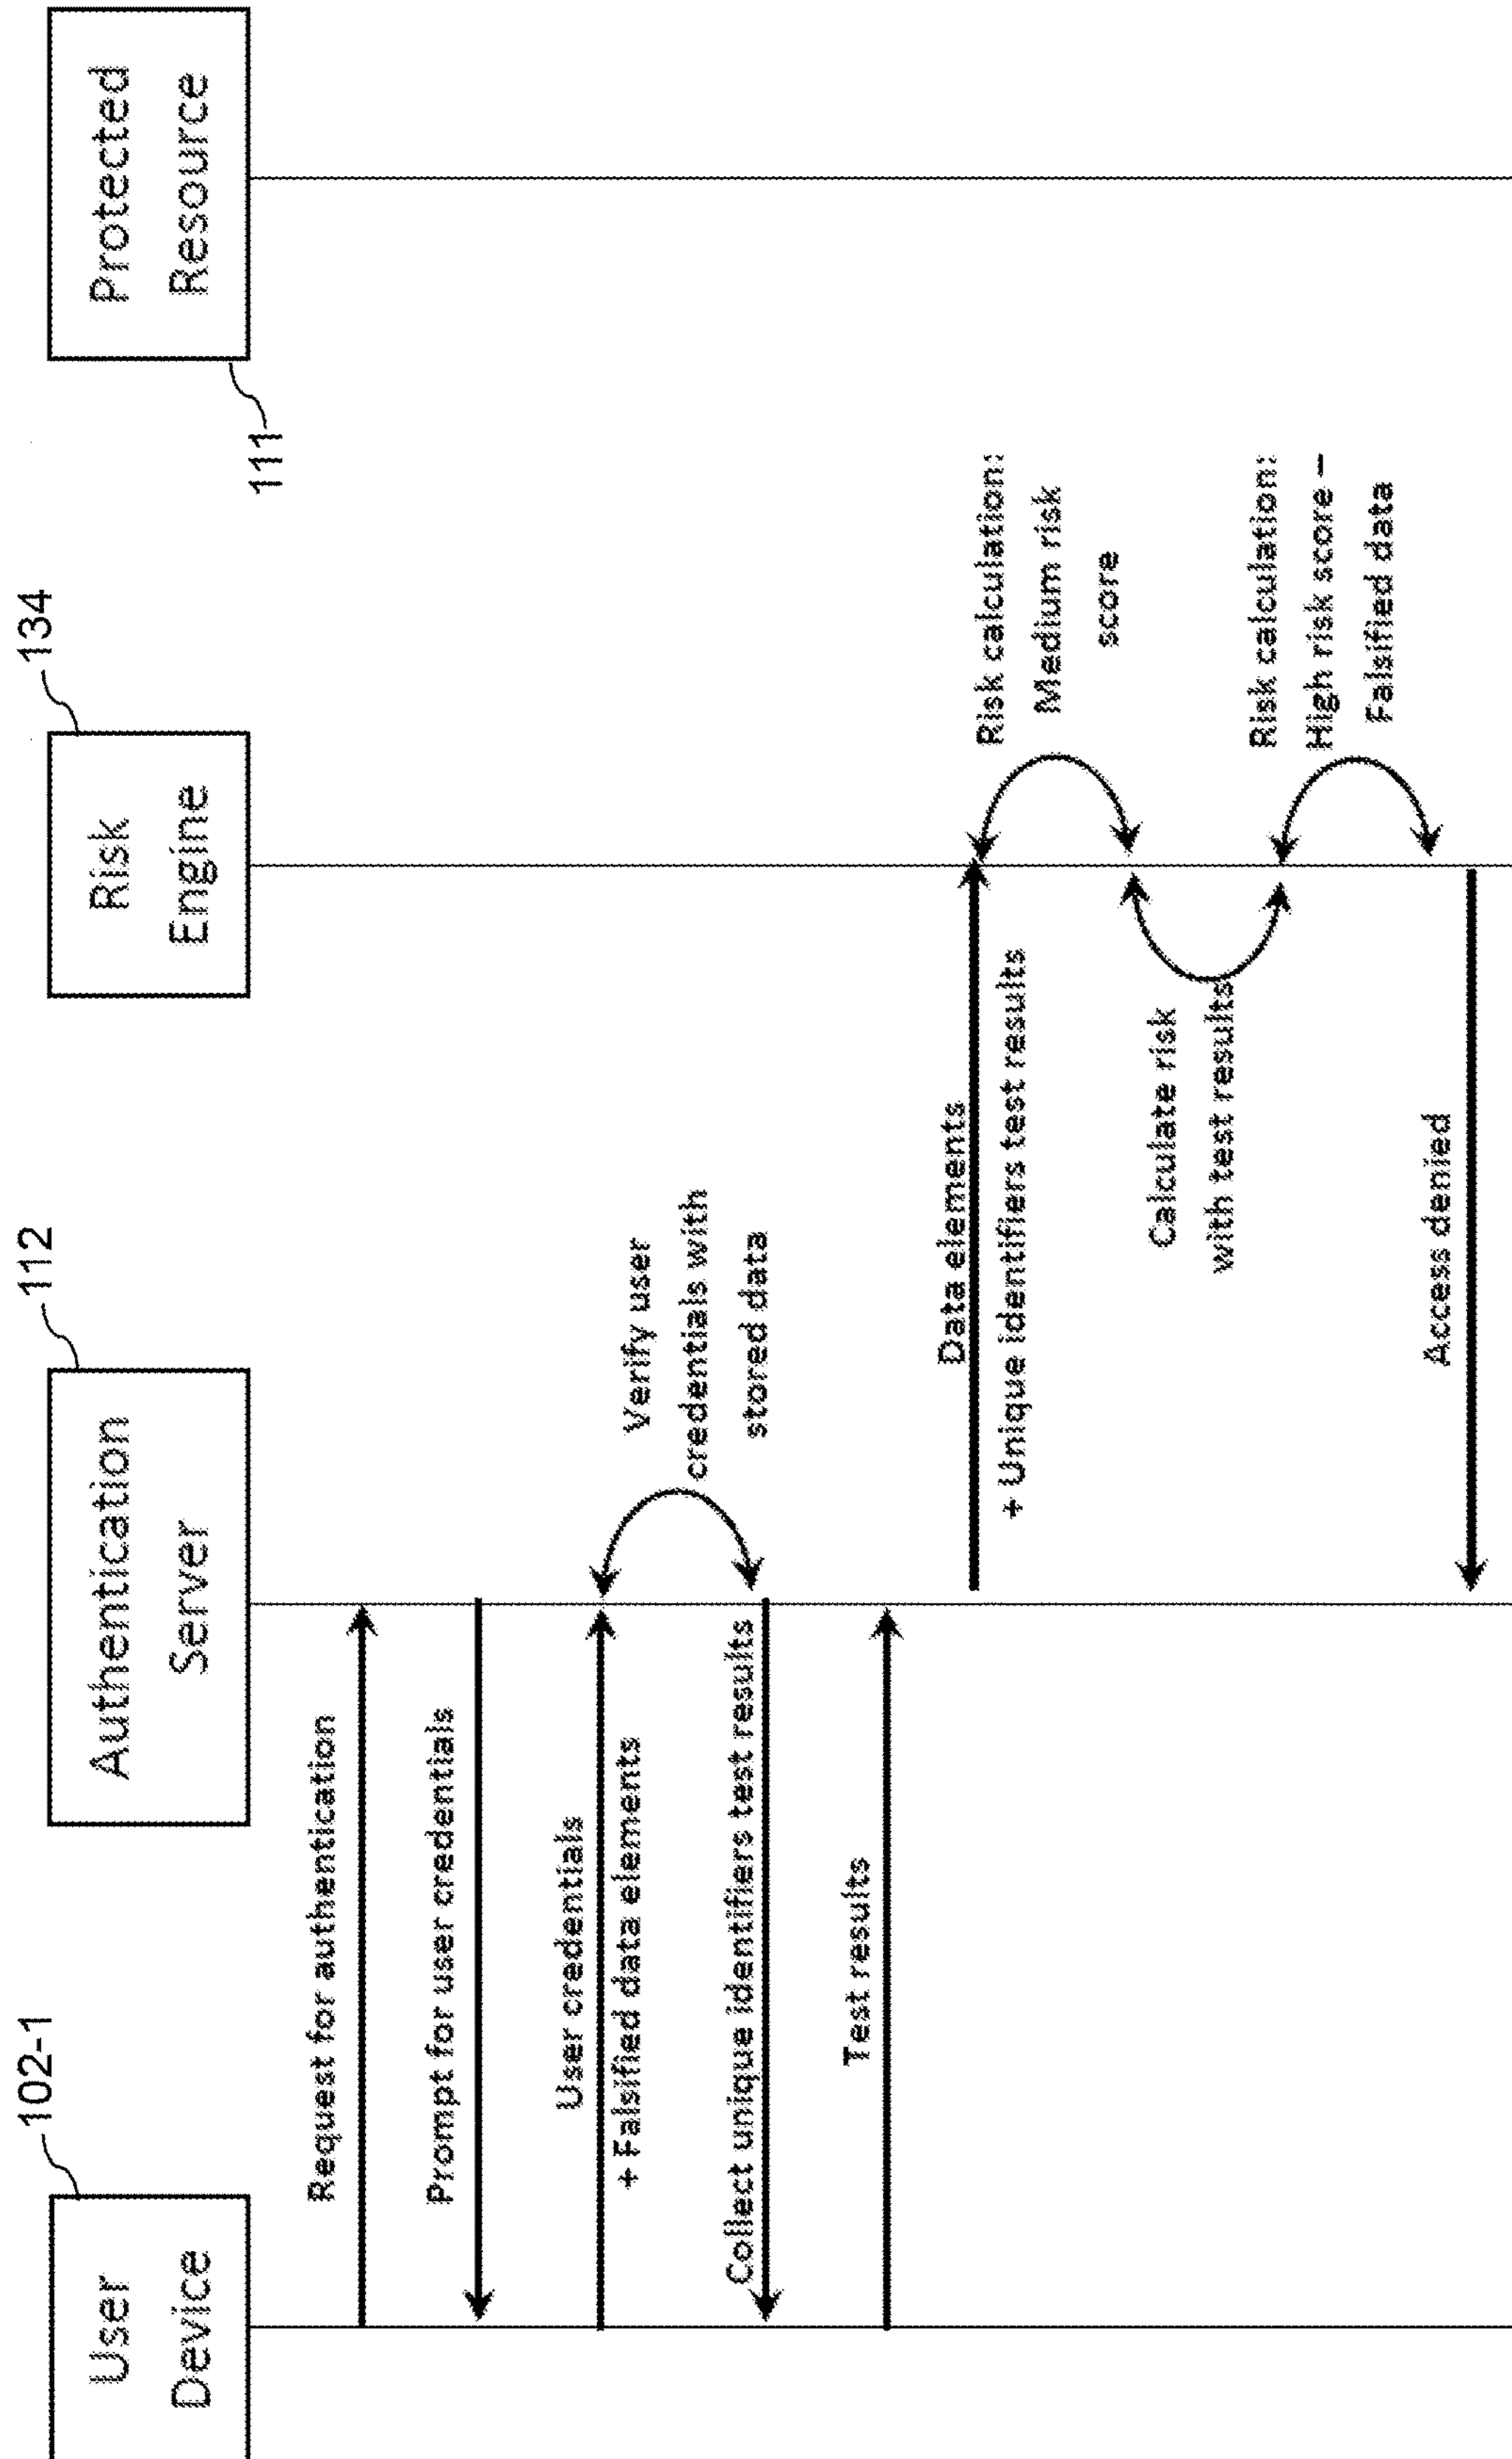 102-1
112
134
User
Device
Authentication
Server
Risk
Engine
Protected
Resource
111
Request for authentication
Prompt for user credentials
User credentials
+ Falsified data elements
Verify user
credentials with
stored data
Collect unique identifiers test results
Test results
Data elements
+ Unique identifiers test results
Risk calculation:
Medium risk
score
Calculate risk
with test results
Risk calculation:
High risk score –
Falsified data
Access denied